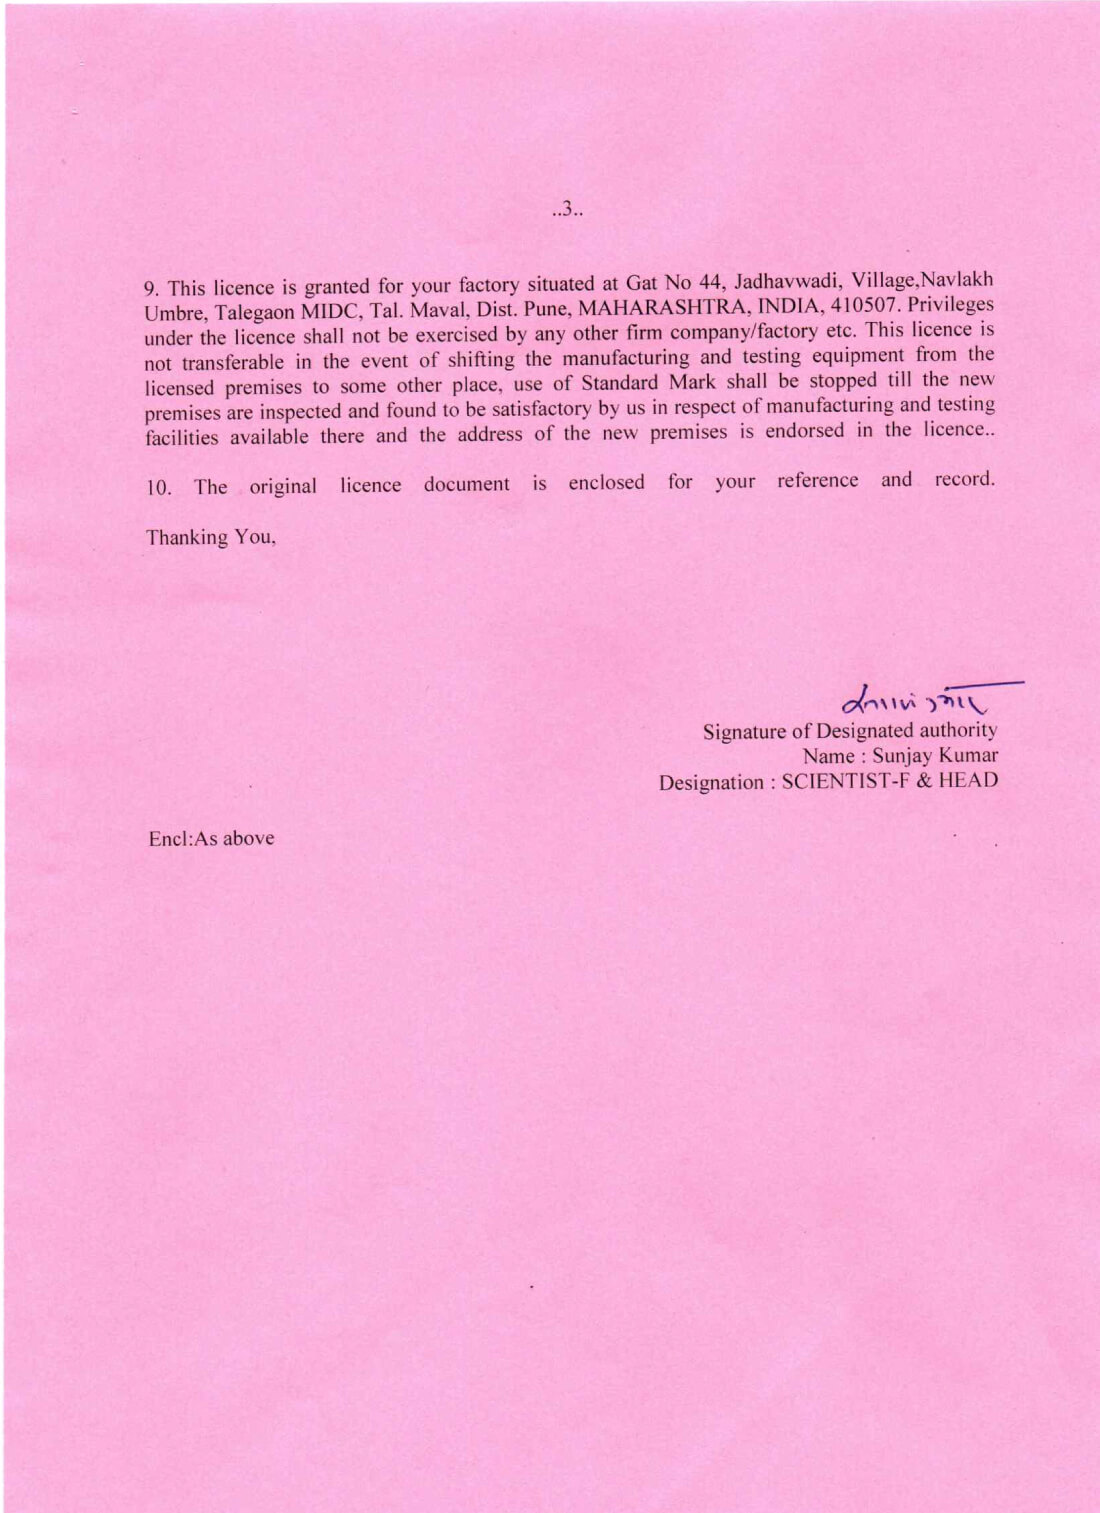 ..3..
9. This licence is granted for your factory situated at Gat No 44, Jadhavwadi, Village,Navlakh
Umbre, Talegaon MIDC, Tal. Maval, Dist. Pune, MAHARASHTRA, INDIA, 410507. Privileges
under the licence shall not be exercised by any other firm company/factory etc. This licence is
not transferable in the event of shifting the manufacturing and testing equipment from the
licensed premises to some other place, use of Standard Mark shall be stopped till the new
premises are inspected and found to be satisfactory by us in respect of manufacturing and testing
facilities available there and the address of the new premises is endorsed in the licence..
10. The original licence document is enclosed for your reference and record.
Thanking You,
Signature of Designated authority
Name : Sunjay Kumar
Designation : SCIENTIST-F & HEAD
Encl:As above